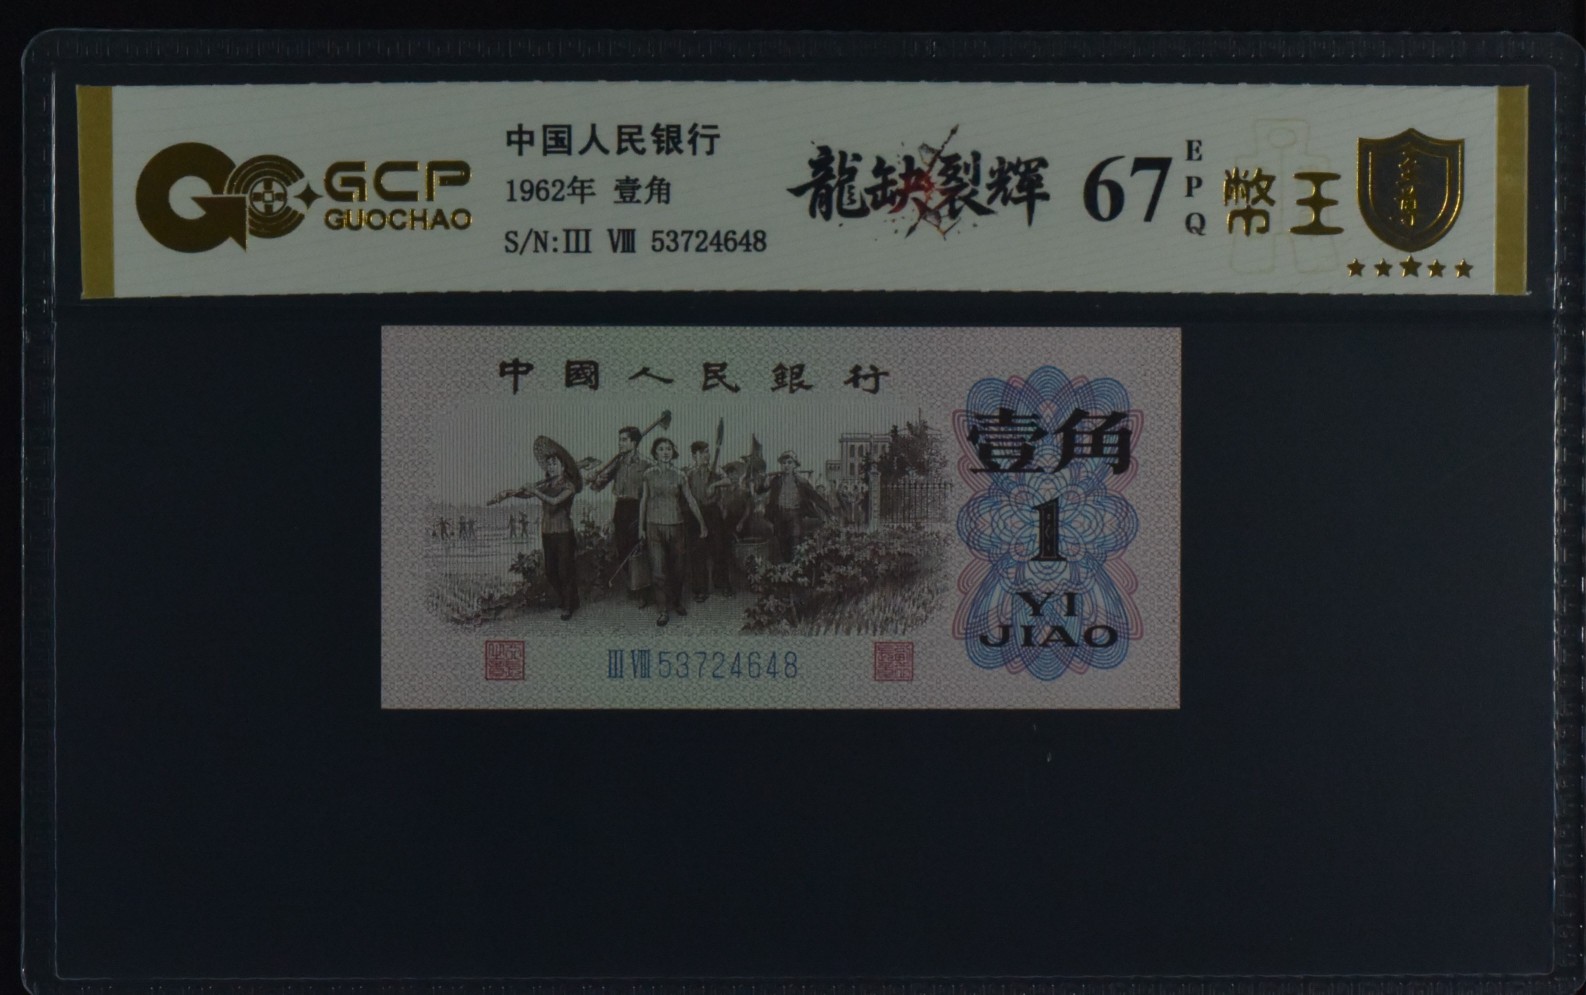 GCP
GUOCHAO
中国人民银行
1962年 壹角
S/N:III VIII 53724648
龍缺裂輝
67
EPQ
幣王
中國人民銀行
壹角
1
YI
JIAO
III VIII 53724648